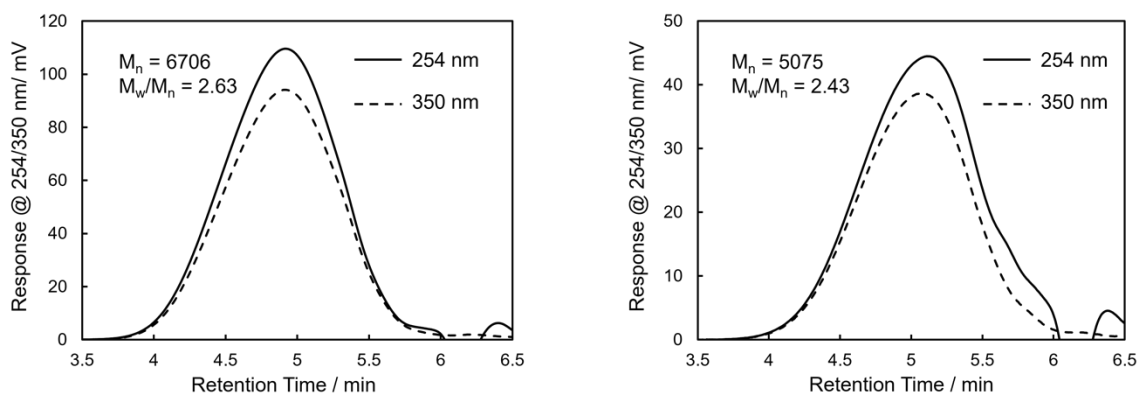 120
100
80
60
40
20
0
Response @ 254/350 nm/ mV
Mn = 6706
Mw/Mn = 2.63
254 nm
350 nm
3.5 4 4.5 5 5.5 6 6.5
Retention Time / min
50
40
30
20
10
0
Response @ 254/350 nm/ mV
Mn = 5075
Mw/Mn = 2.43
254 nm
350 nm
3.5 4 4.5 5 5.5 6 6.5
Retention Time / min